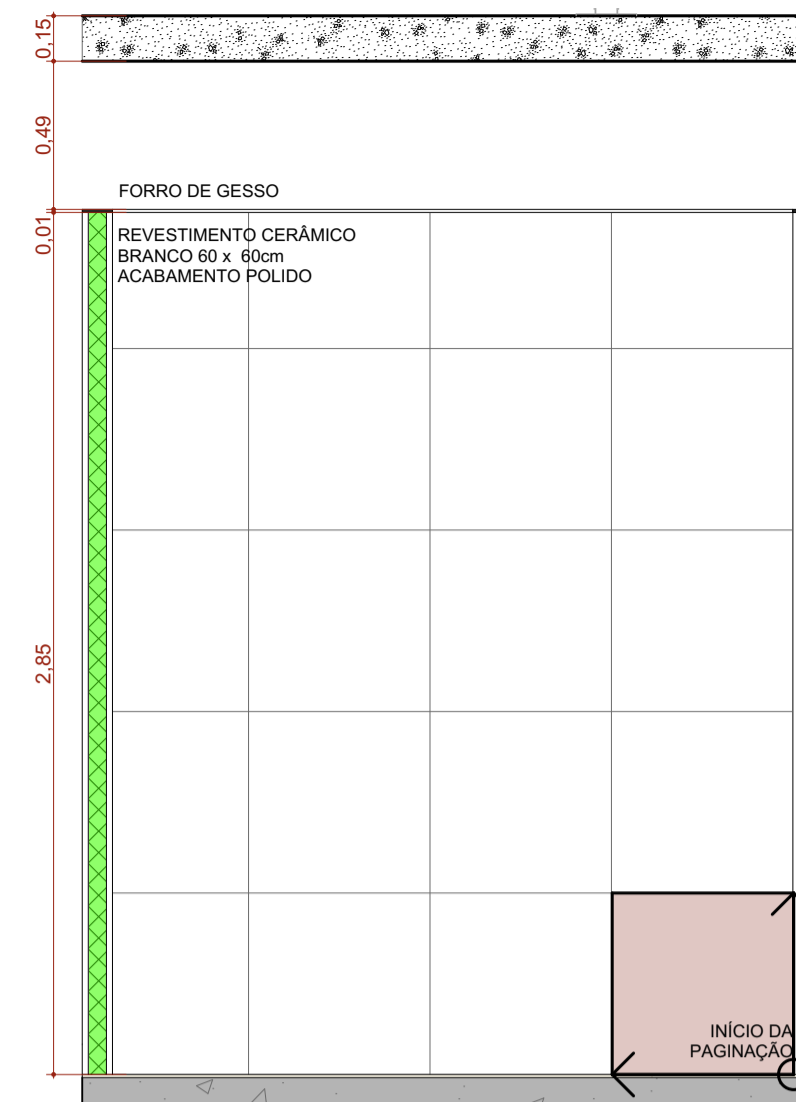 0,15
0,49
FORRO DE GESSO
0,01
REVESTIMENTO CERÂMICO
BRANCO 60 x 60cm
ACABAMENTO POLIDO
2,85
INÍCIO DA
PAGINAÇÃO